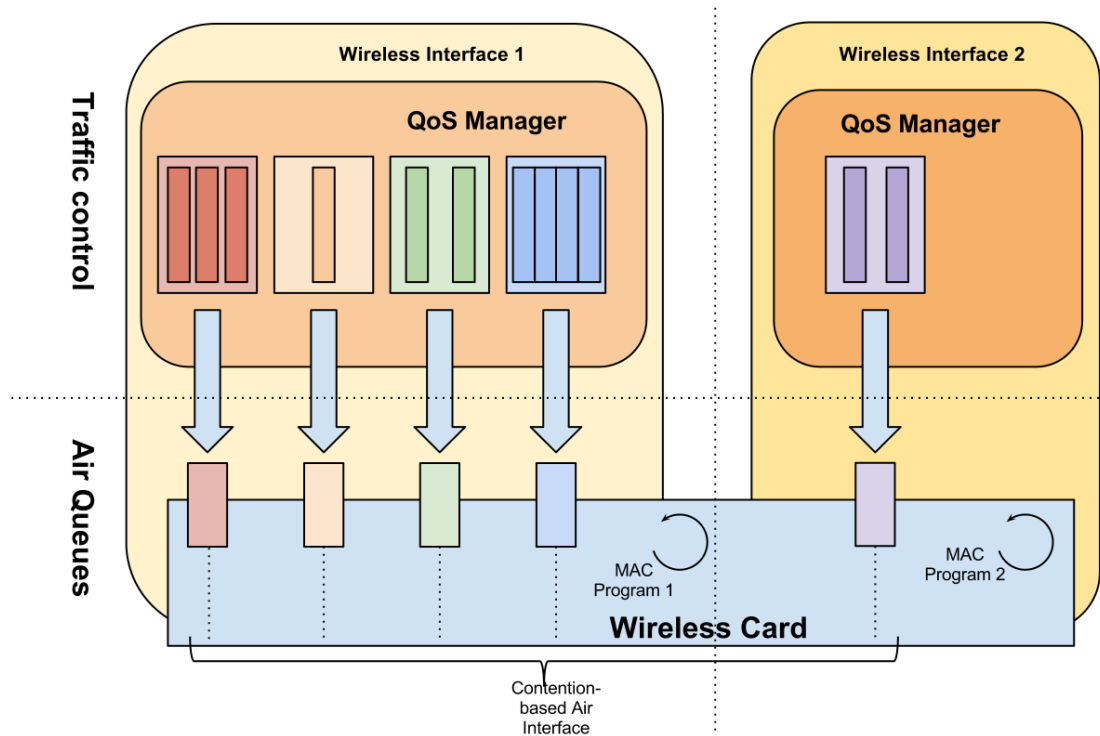 Wireless Interface 1
Wireless Interface 2
Traffic control
QoS Manager
QoS Manager
Air Queues
MAC
Program 1
MAC
Program 2
Wireless Card
Contention-
based Air
Interface